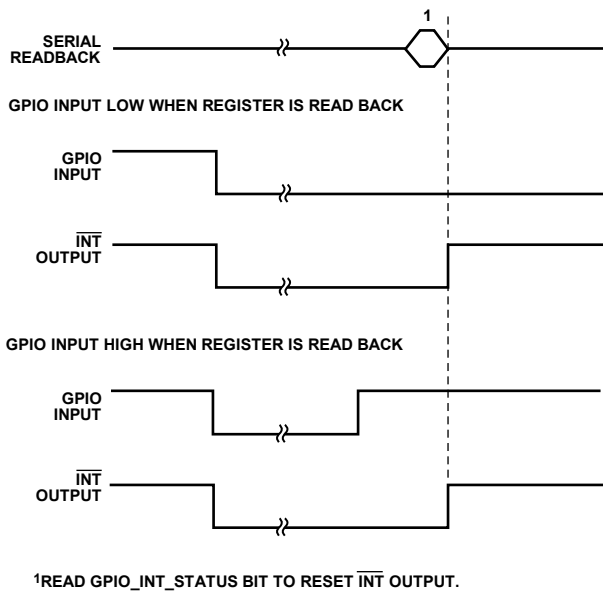 1
SERIAL
READBACK
GPIO INPUT LOW WHEN REGISTER IS READ BACK
GPIO
INPUT
INT
OUTPUT
GPIO INPUT HIGH WHEN REGISTER IS READ BACK
GPIO
INPUT
INT
OUTPUT
1READ GPIO_INT_STATUS BIT TO RESET INT OUTPUT.